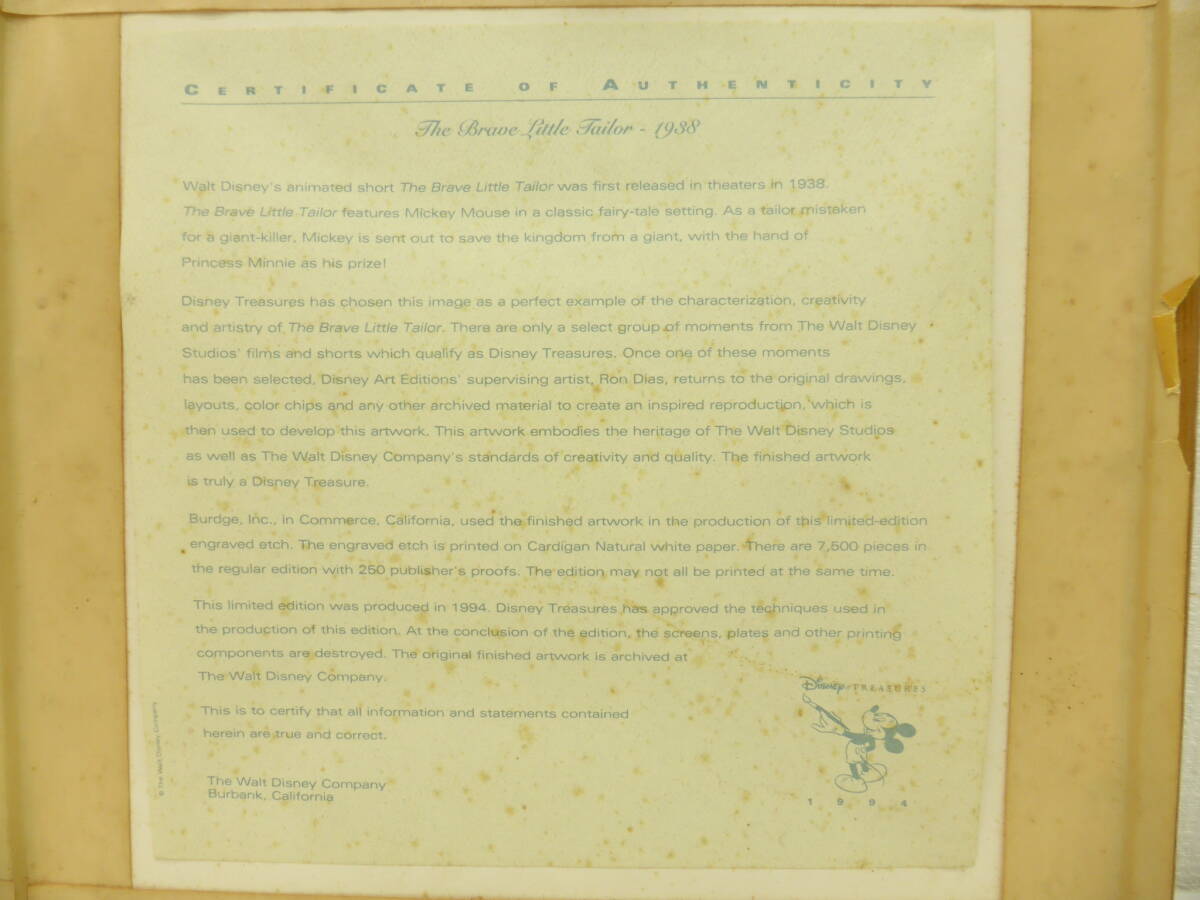 CERTIFICATE OF AUTHENTICITY
The Brave Little Tailor - 1938
Walt Disney's animated short The Brave Little Tailor was first released in theaters in 1938.
The Brave Little Tailor features Mickey Mouse in a classic fairy-tale setting. As a tailor mistaken
for a giant-killer, Mickey is sent out to save the kingdom from a giant, with the hand of
Princess Minnie as his prize!
Disney Treasures has chosen this image as a perfect example of the characterization, creativity
and artistry of The Brave Little Tailor. There are only a select group of moments from The Walt Disney
Studios' films and shorts which qualify as Disney Treasures. Once one of these moments
has been selected, Disney Art Editions' supervising artist, Ron Dias, returns to the original drawings,
layouts, color chips and any other archived material to create an inspired reproduction, which is
then used to develop this artwork. This artwork embodies the heritage of The Walt Disney Studios
as well as The Walt Disney Company's standards of creativity and quality. The finished artwork
is truly a Disney Treasure.
Burdge, Inc., in Commerce, California, used the finished artwork in the production of this limited-edition
engraved etch. The engraved etch is printed on Cardigan Natural white paper. There are 7,500 pieces in
the regular edition with 250 publisher's proofs. The edition may not all be printed at the same time.
This limited edition was produced in 1994. Disney Treasures has approved the techniques used in
the production of this edition. At the conclusion of the edition, the screens, plates and other printing
components are destroyed. The original finished artwork is archived at
The Walt Disney Company.
This is to certify that all information and statements contained
herein are true and correct.
The Walt Disney Company
Burbank, California
© The Walt Disney Company
Disney TREASURES
1994